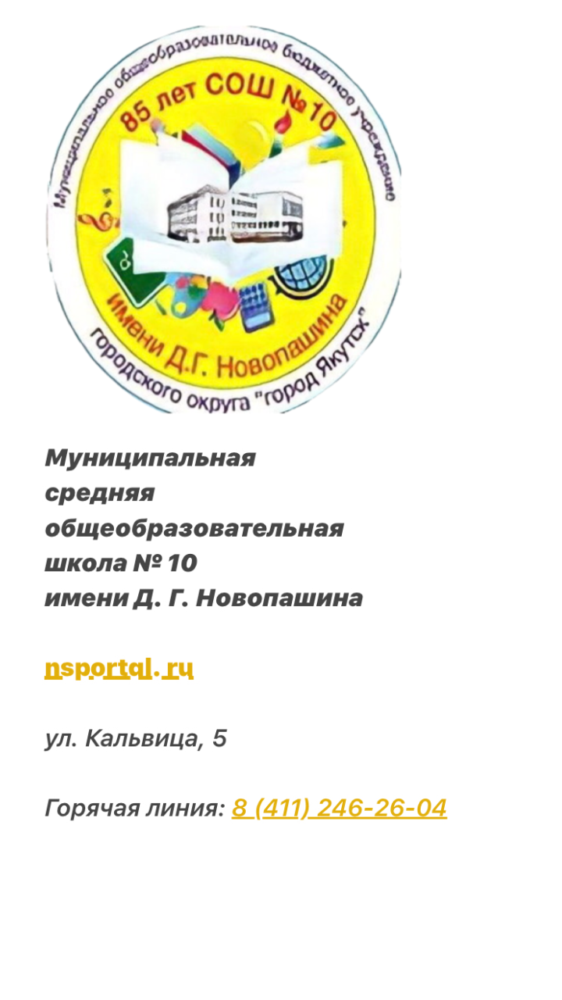 Муниципальное общеобразовательное бюджетное учреждение
85 лет СОШ №10
имени Д.Г. Новопашина
городского округа "город Якутск"
Муниципальная
средняя
общеобразовательная
школа № 10
имени Д. Г. Новопашина
nsportal. ru
ул. Кальвица, 5
Горячая линия: 8 (411) 246-26-04